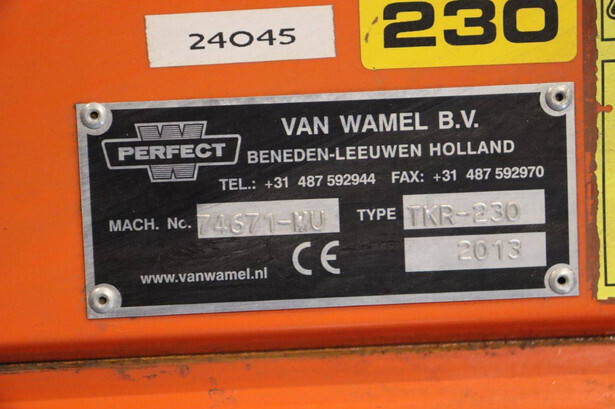 24045
230
PERFECT
VAN WAMEL B.V.
BENEDEN-LEEUWEN HOLLAND
TEL.: +31 487 592944 FAX: +31 487 592970
MACH. No. 74671-MU TYPE TKR-230
2013
CE
www.vanwamel.nl